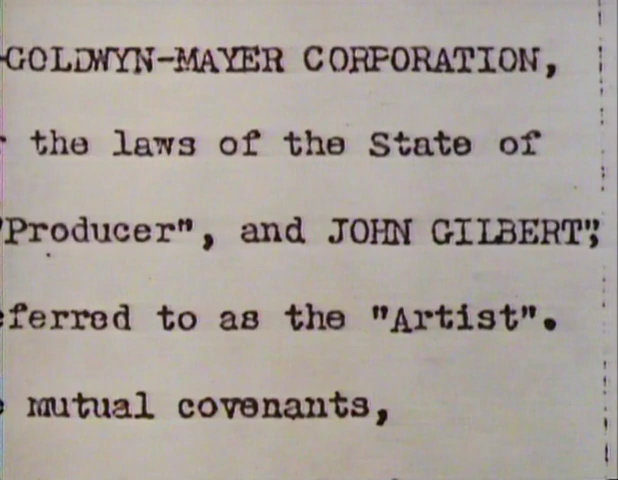 -GOLDWYN-MAYER CORPORATION,
the laws of the State of
"Producer", and JOHN GILBERT";
ferred to as the "Artist".
mutual covenants,